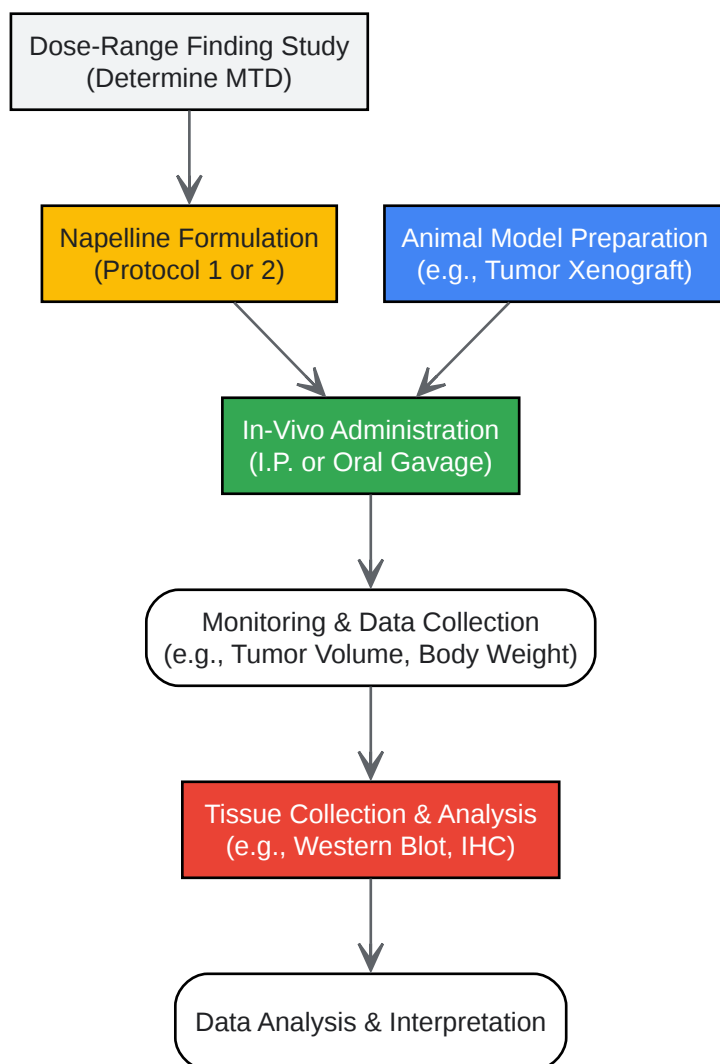 Dose-Range Finding Study
(Determine MTD)
Napelline Formulation
(Protocol 1 or 2)
Animal Model Preparation
(e.g., Tumor Xenograft)
In-Vivo Administration
(I.P. or Oral Gavage)
Monitoring & Data Collection
(e.g., Tumor Volume, Body Weight)
Tissue Collection & Analysis
(e.g., Western Blot, IHC)
Data Analysis & Interpretation